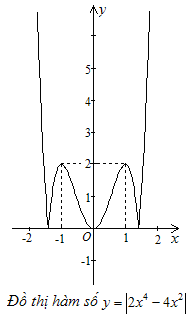 y
5
4
3
2
1
-2 -1 O 1 2 x
-1
Đồ thị hàm số y = |2x⁴ − 4x²|